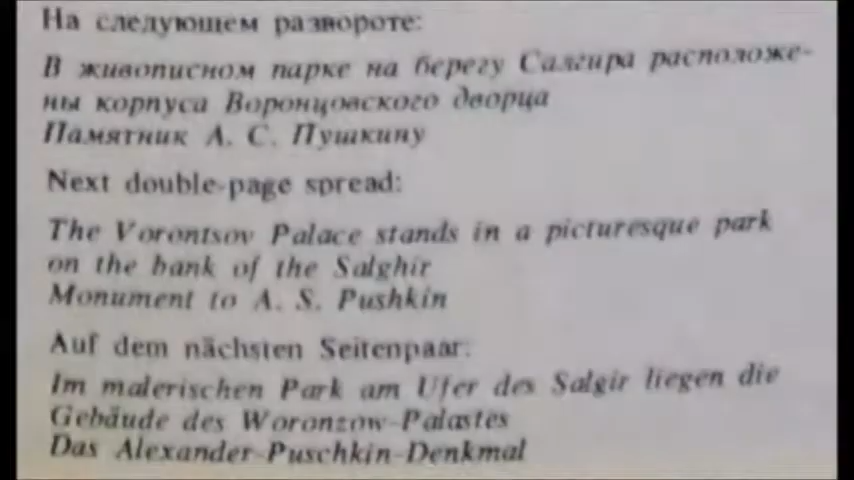 На следующем развороте:
В живописном парке на берегу Салгира расположе-
ны корпуса Воронцовского дворца
Памятник А. С. Пушкину
Next double-page spread:
The Vorontsov Palace stands in a picturesque park
on the bank of the Salghir
Monument to A. S. Pushkin
Auf dem nächsten Seitenpaar:
Im malerischen Park am Ufer des Salgir liegen die
Gebäude des Woronzow-Palastes
Das Alexander-Puschkin-Denkmal